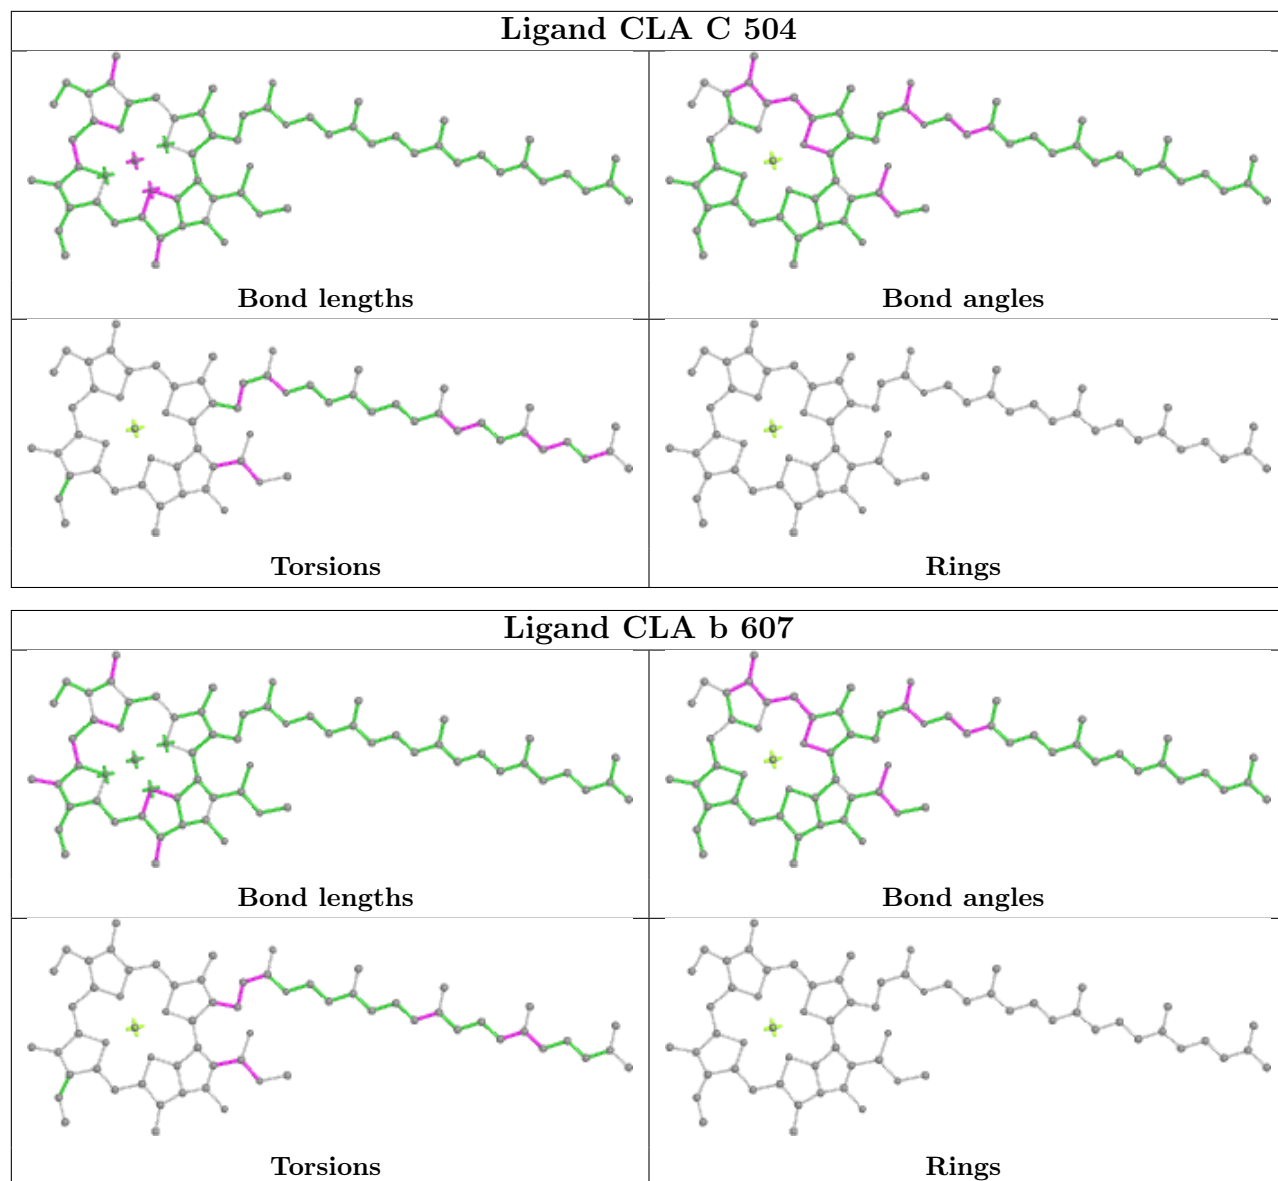 Ligand CLA C 504
Bond lengths
Bond angles
Torsions
Rings
Ligand CLA b 607
Bond lengths
Bond angles
Torsions
Rings